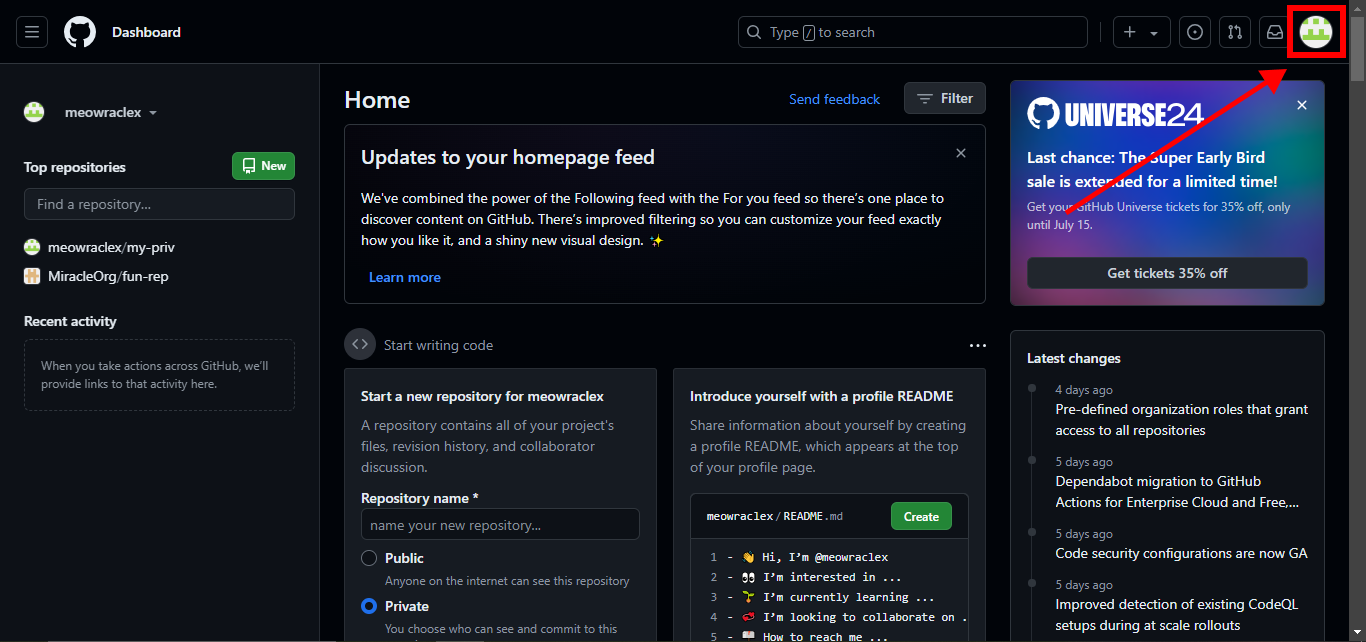 Dashboard
Type / to search
meowraclex
Top repositories
New
Find a repository...
meowraclex/my-priv
MiracleOrg/fun-rep
Recent activity
When you take actions across GitHub, we’ll
provide links to that activity here.
Home
Send feedback
Filter
Updates to your homepage feed
We've combined the power of the Following feed with the For you feed so there’s one place to
discover content on GitHub. There’s improved filtering so you can customize your feed exactly
how you like it, and a shiny new visual design. ✨
Learn more
Start writing code
Start a new repository for meowraclex
A repository contains all of your project's
files, revision history, and collaborator
discussion.
Repository name *
name your new repository...
Public
Anyone on the internet can see this repository
Private
You choose who can see and commit to this
Introduce yourself with a profile README
Share information about yourself by creating
a profile README, which appears at the top
of your profile page.
meowraclex/README.md
Create
1 - 👋 Hi, I’m @meowraclex
2 - 👀 I’m interested in ...
3 - 🌱 I’m currently learning ...
4 - 💞️ I’m looking to collaborate on .
5 - 📫 How to reach me ...
UNIVERSE24
Last chance: The Super Early Bird
sale is extended for a limited time!
Get your GitHub Universe tickets for 35% off, only
until July 15.
Get tickets 35% off
Latest changes
4 days ago
Pre-defined organization roles that grant
access to all repositories
5 days ago
Dependabot migration to GitHub
Actions for Enterprise Cloud and Free,...
5 days ago
Code security configurations are now GA
5 days ago
Improved detection of existing CodeQL
setups during at scale rollouts